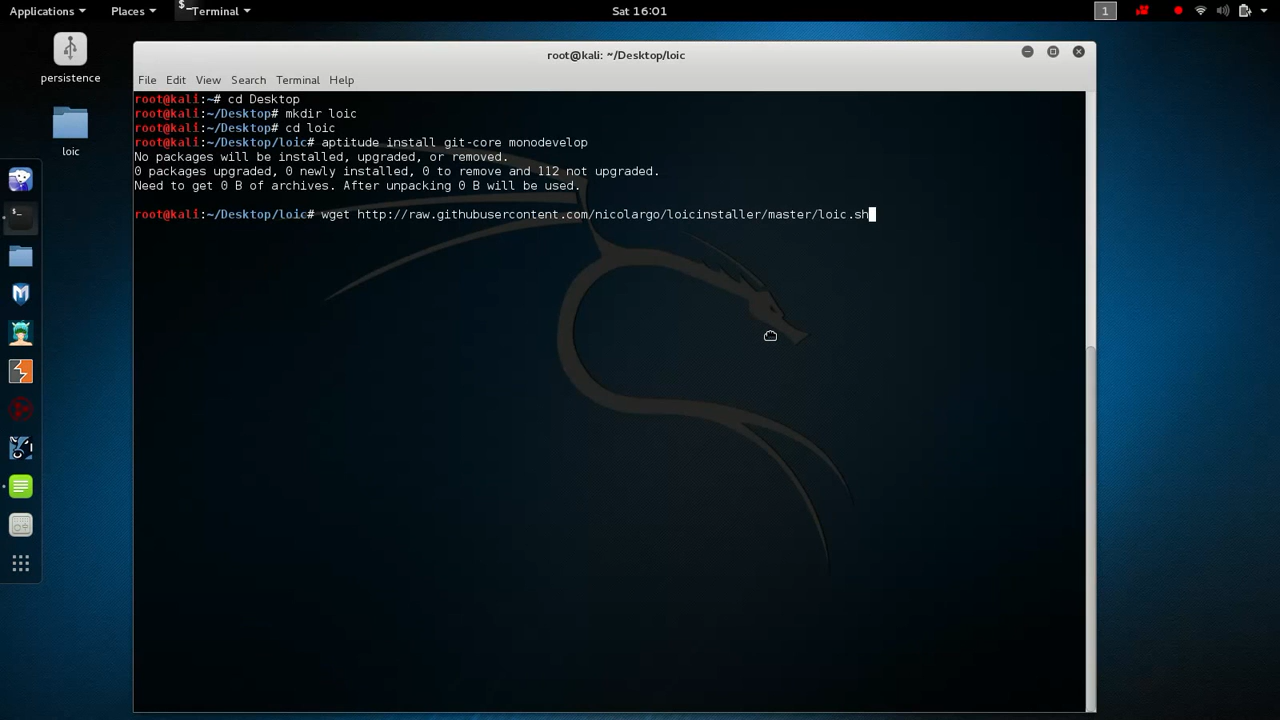 Applications Places Terminal Sat 16:01 1
persistence
loic
root@kali: ~/Desktop/loic
File Edit View Search Terminal Help
root@kali:~# cd Desktop
root@kali:~/Desktop# mkdir loic
root@kali:~/Desktop# cd loic
root@kali:~/Desktop/loic# aptitude install git-core monodevelop
No packages will be installed, upgraded, or removed.
0 packages upgraded, 0 newly installed, 0 to remove and 112 not upgraded.
Need to get 0 B of archives. After unpacking 0 B will be used.
root@kali:~/Desktop/loic# wget http://raw.githubusercontent.com/nicolargo/loicinstaller/master/loic.sh